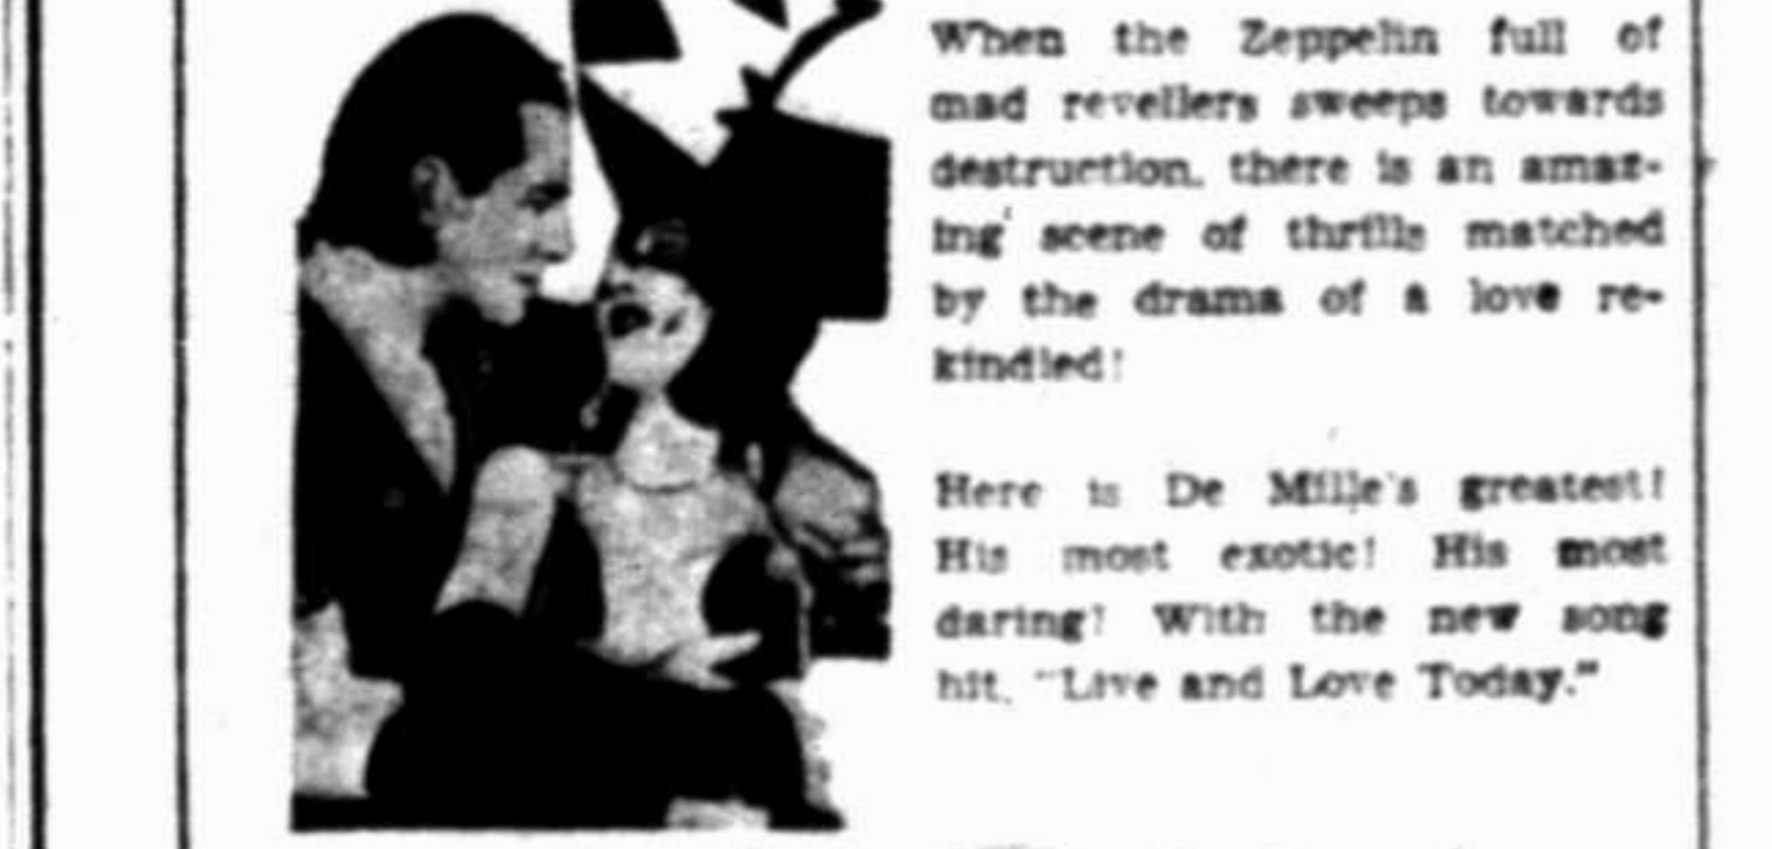 When the Zeppelin full of
mad revellers sweeps towards
destruction, there is an amaz-
ing scene of thrills matched
by the drama of a love re-
kindled!
Here is De Mille's greatest!
His most exotic! His most
daring! With the new song
hit, "Live and Love Today."